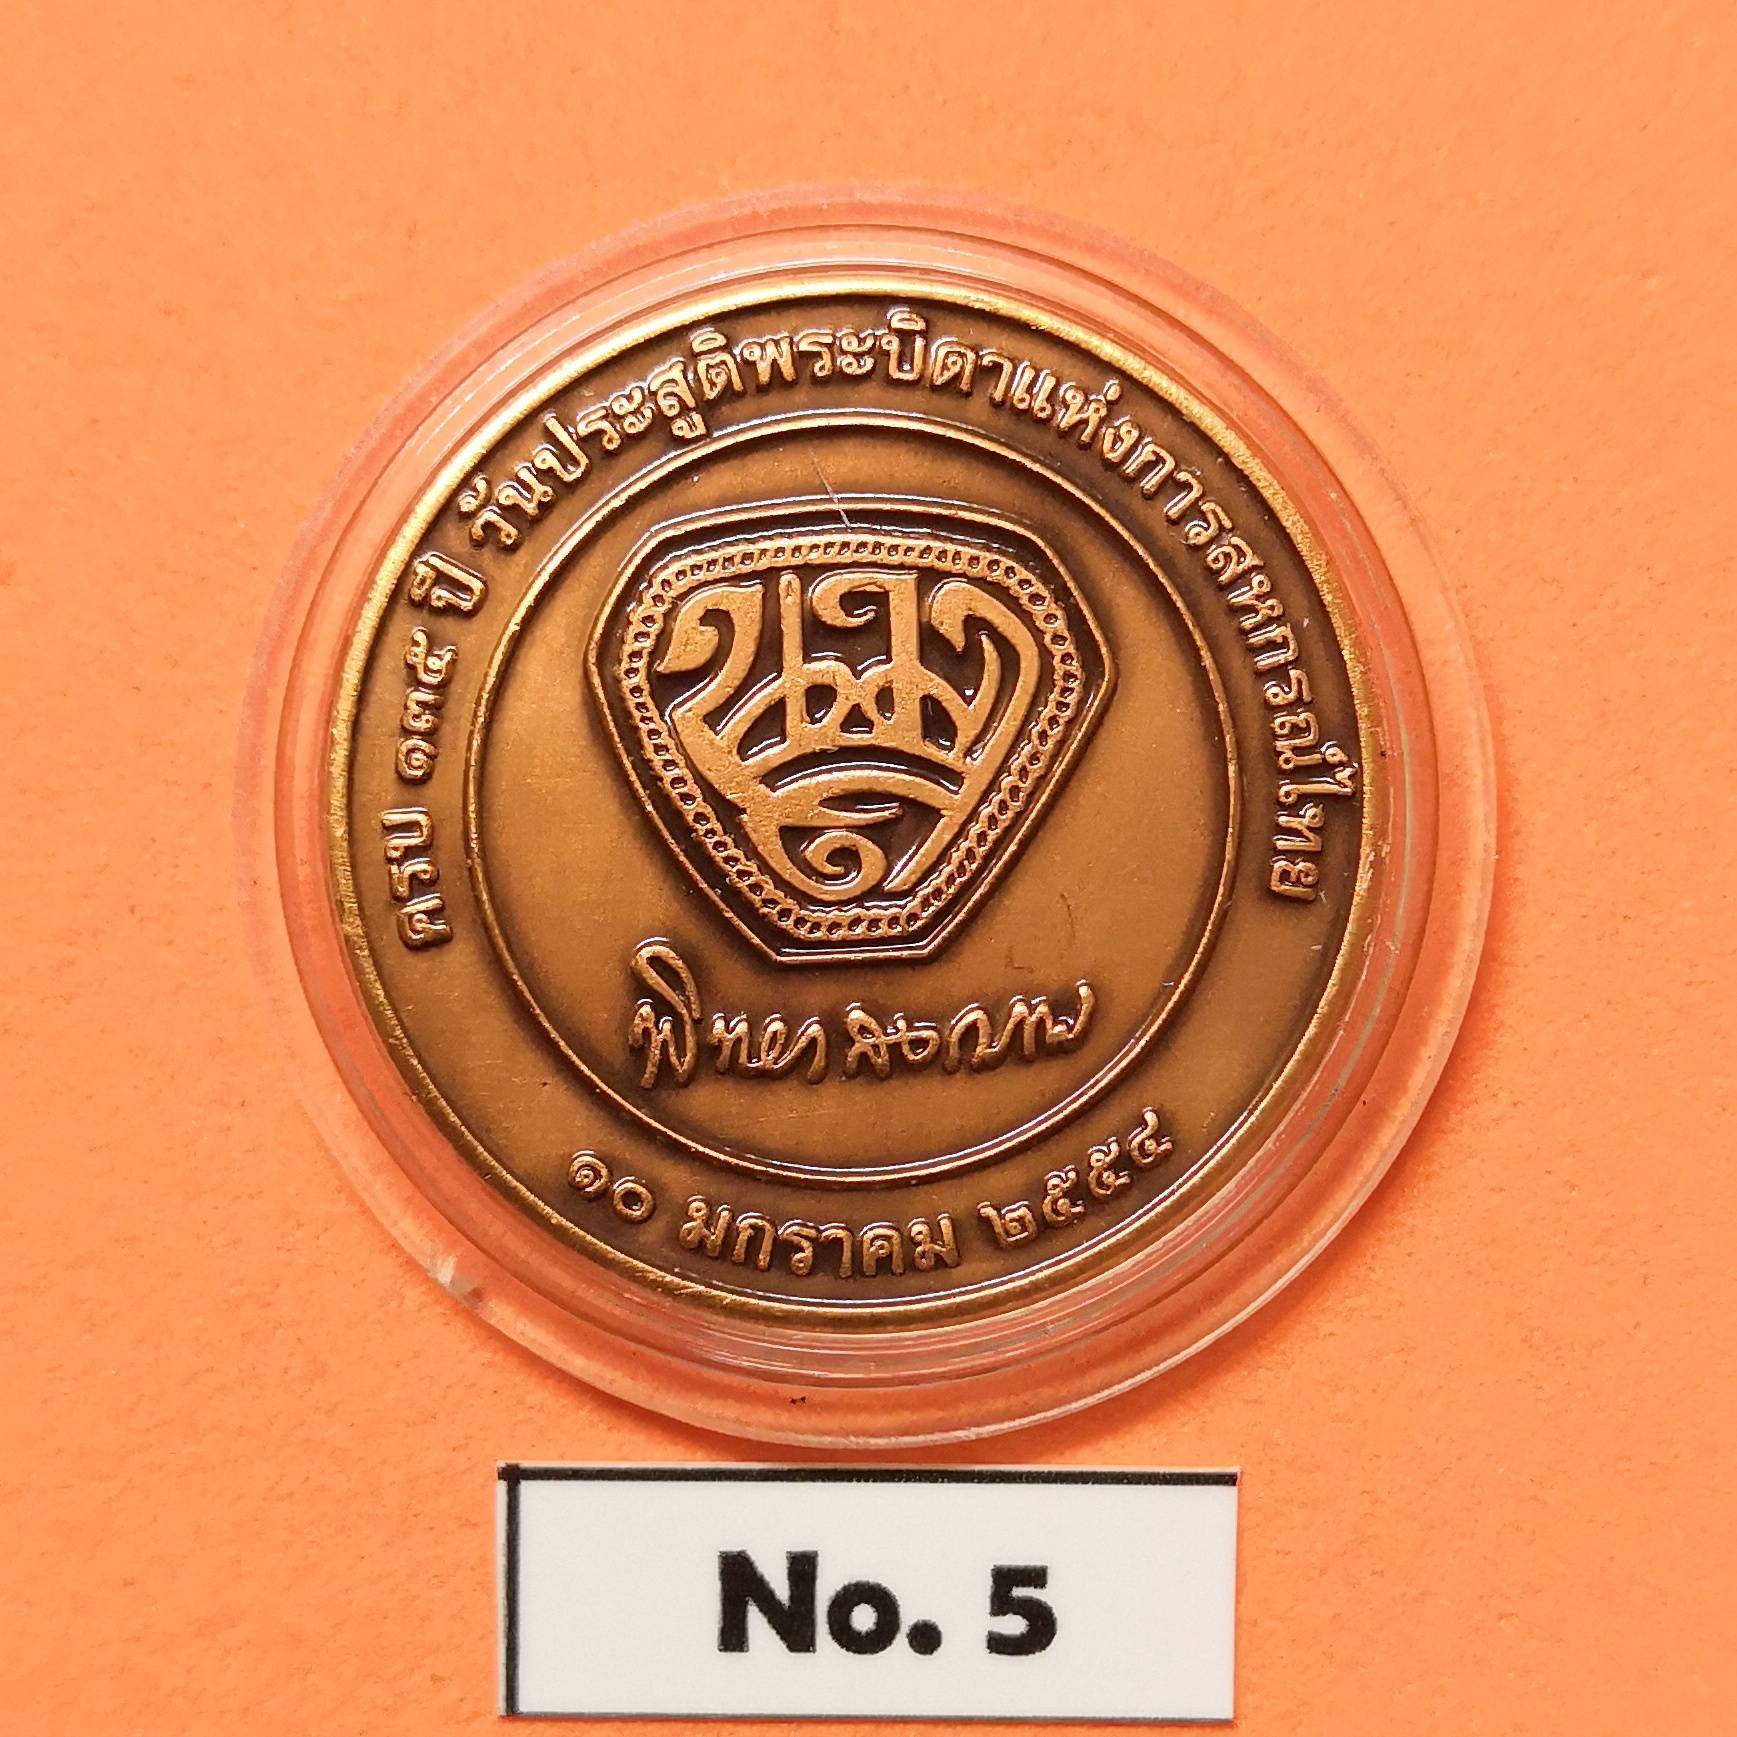 ครบ ๑๓๕ ปี วันประสูติพระบิดาแห่งการสหกรณ์ไทย
พิทยาลงกรณ
๑๐ มกราคม ๒๕๕๔
No. 5